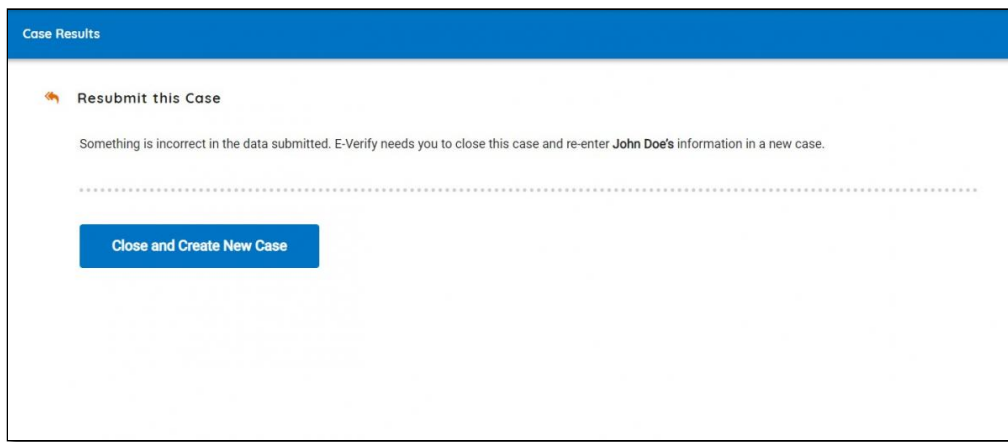 Case Results
Resubmit this Case
Something is incorrect in the data submitted. E-Verify needs you to close this case and re-enter John Doe's information in a new case.
Close and Create New Case